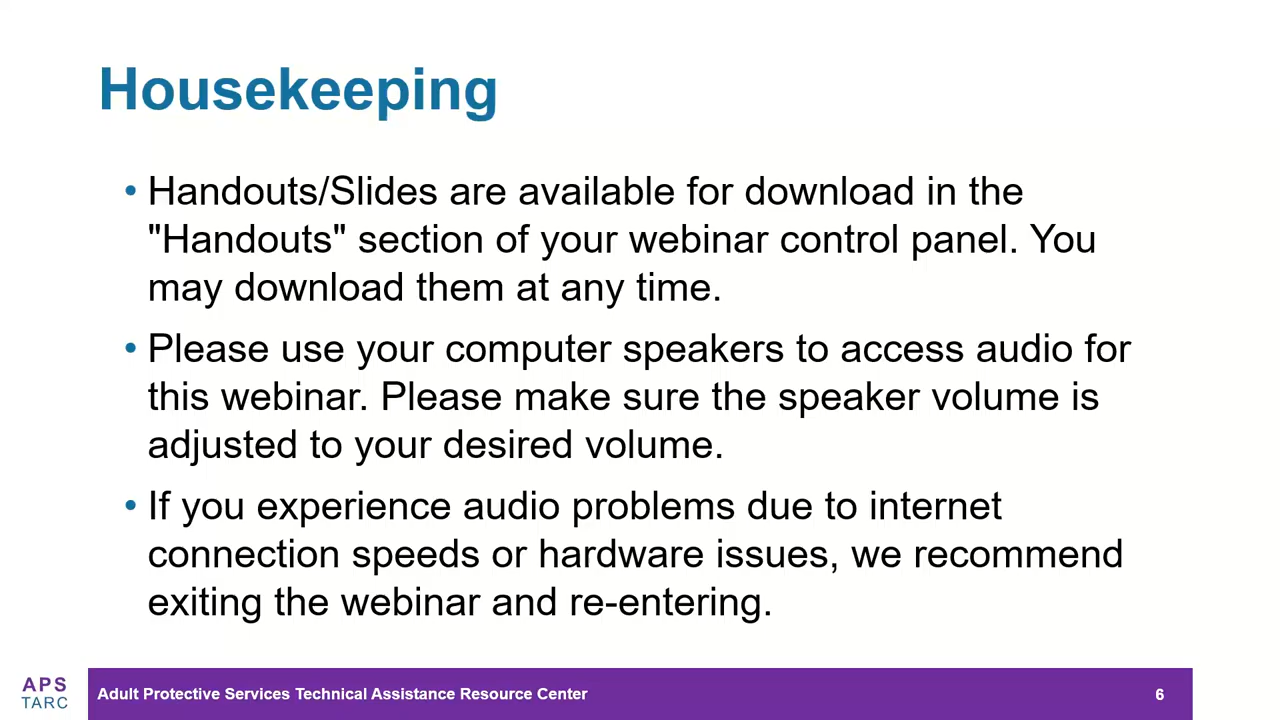 Housekeeping
• Handouts/Slides are available for download in the
"Handouts" section of your webinar control panel. You
may download them at any time.
• Please use your computer speakers to access audio for
this webinar. Please make sure the speaker volume is
adjusted to your desired volume.
• If you experience audio problems due to internet
connection speeds or hardware issues, we recommend
exiting the webinar and re-entering.
APS
TARC
Adult Protective Services Technical Assistance Resource Center
6